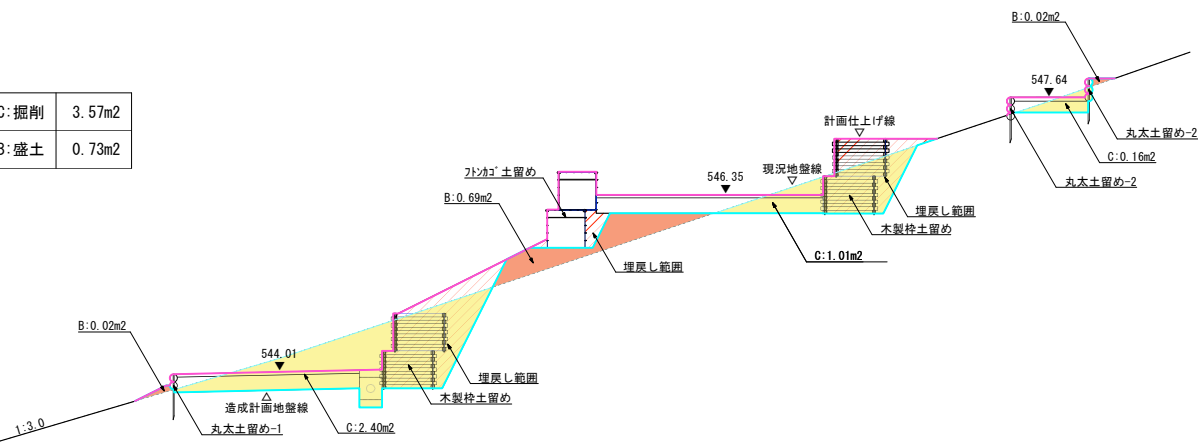 B:0.02m2
547.64
C:掘削 3.57m2
B:盛土 0.73m2
計画仕上げ線
丸太土留め-2
C:0.16m2
フトンカゴ土留め
現況地盤線
546.35
丸太土留め-2
B:0.69m2
埋戻し範囲
木製枠土留め
C:1.01m2
埋戻し範囲
B:0.02m2
544.01
埋戻し範囲
木製枠土留め
造成計画地盤線
1:3.0
丸太土留め-1
C:2.40m2